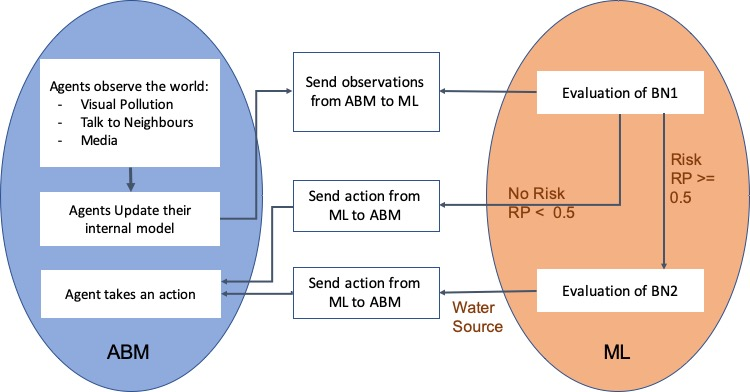 Agents observe the world:
- Visual Pollution
- Talk to Neighbours
- Media
Agents Update their
internal model
Agent takes an action
ABM
Send observations
from ABM to ML
Send action from
ML to ABM
Send action from
ML to ABM
Evaluation of BN1
Risk
RP >=
0.5
No Risk
RP < 0.5
Evaluation of BN2
Water
Source
ML